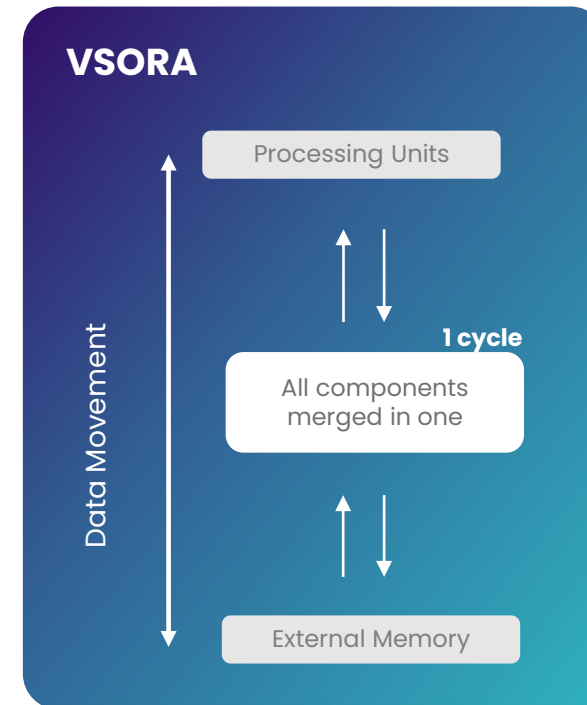 VSORA
Processing Units
1 cycle
All components
merged in one
Data Movement
External Memory